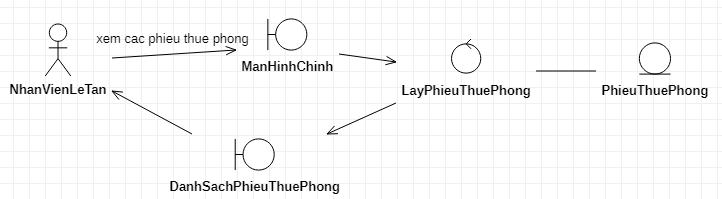 xem cac phieu thue phong
ManHinhChinh
NhanVienLeTan
LayPhieuThuePhong
PhieuThuePhong
DanhSachPhieuThuePhong